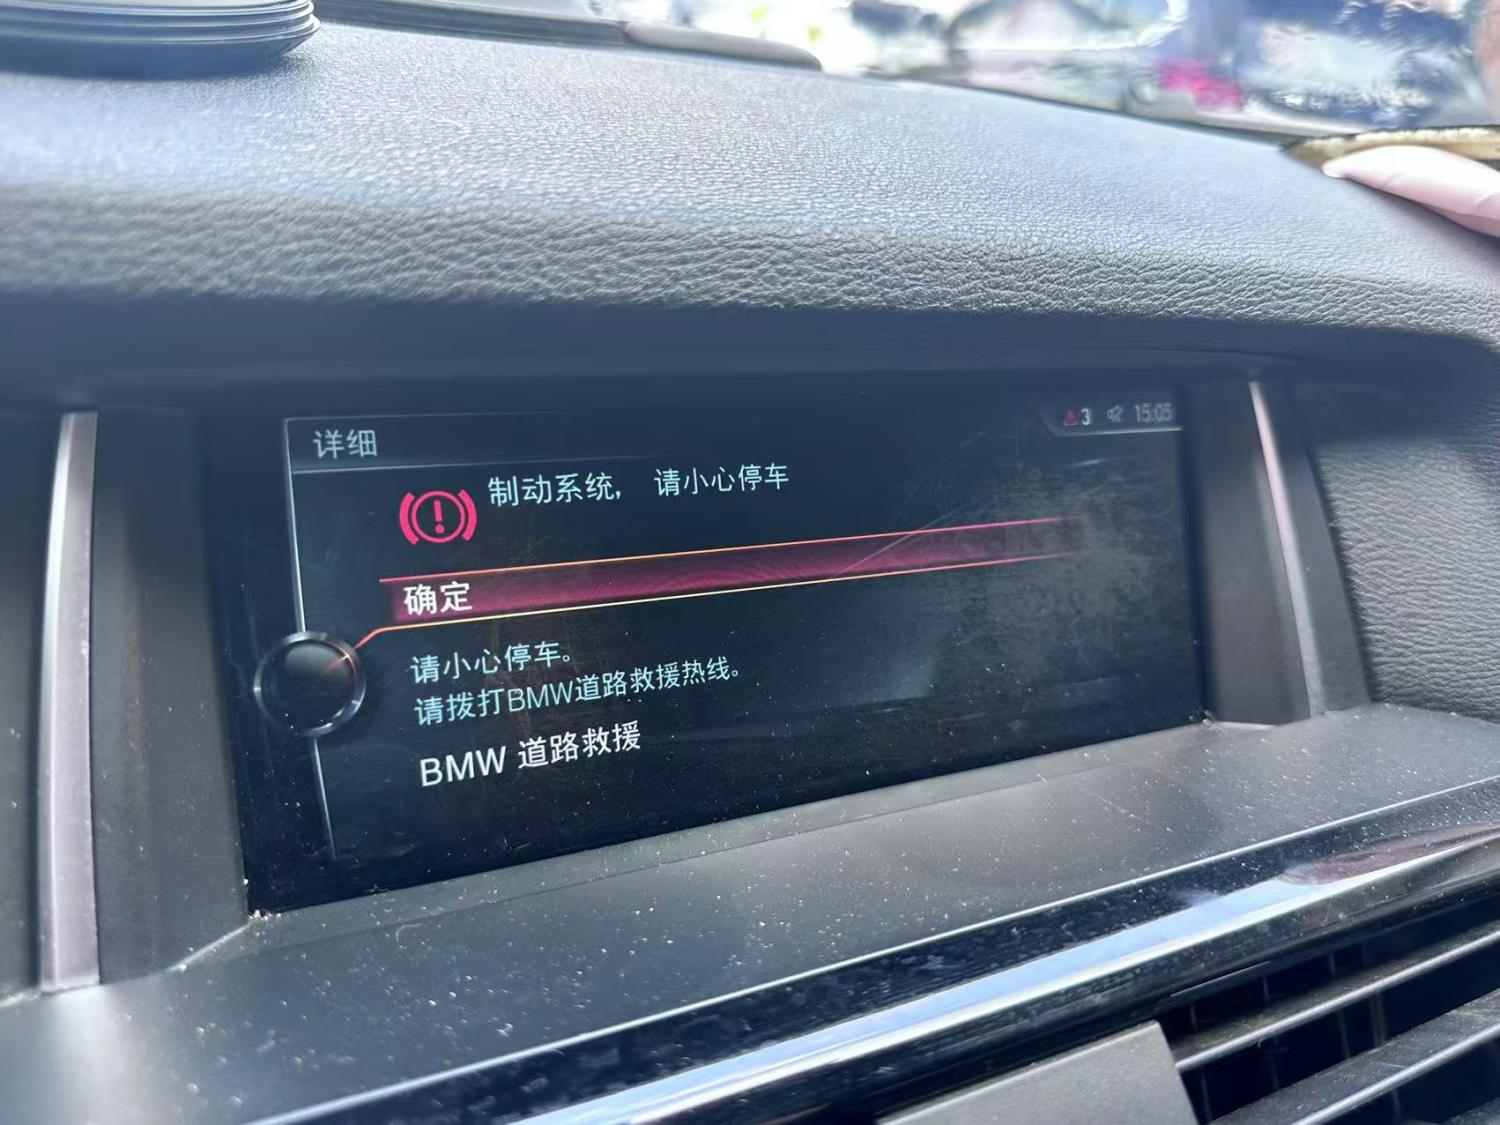 详细
3 15:05
制动系统， 请小心停车
确定
请小心停车。
请拨打BMW道路救援热线。
BMW 道路救援